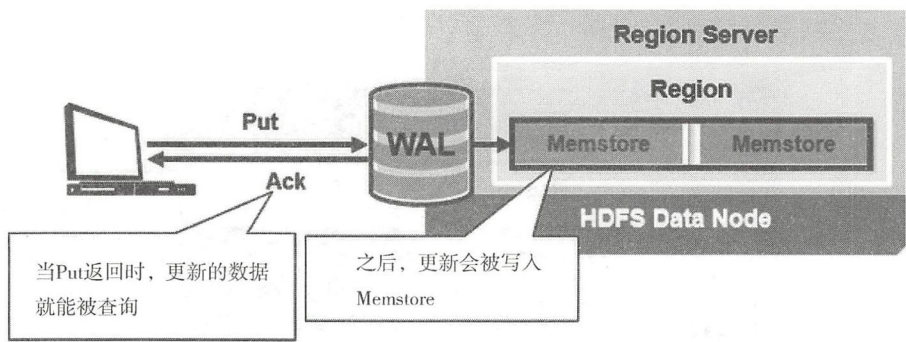 Region Server
Region
Put
WAL
Memstore
Memstore
Ack
HDFS Data Node
当Put返回时，更新的数据
就能被查询
之后，更新会被写入
Memstore